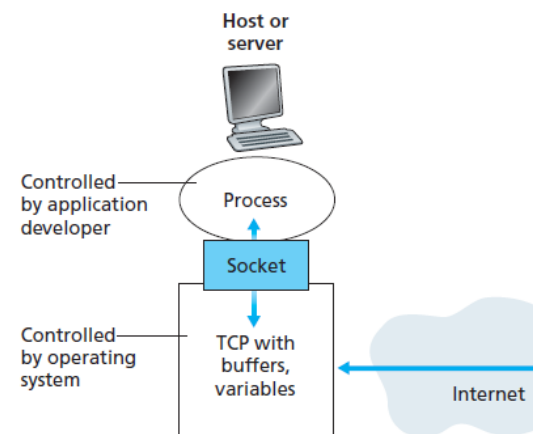 Host or
server
Controlled
by application
developer
Process
Socket
Controlled
by operating
system
TCP with
buffers,
variables
Internet